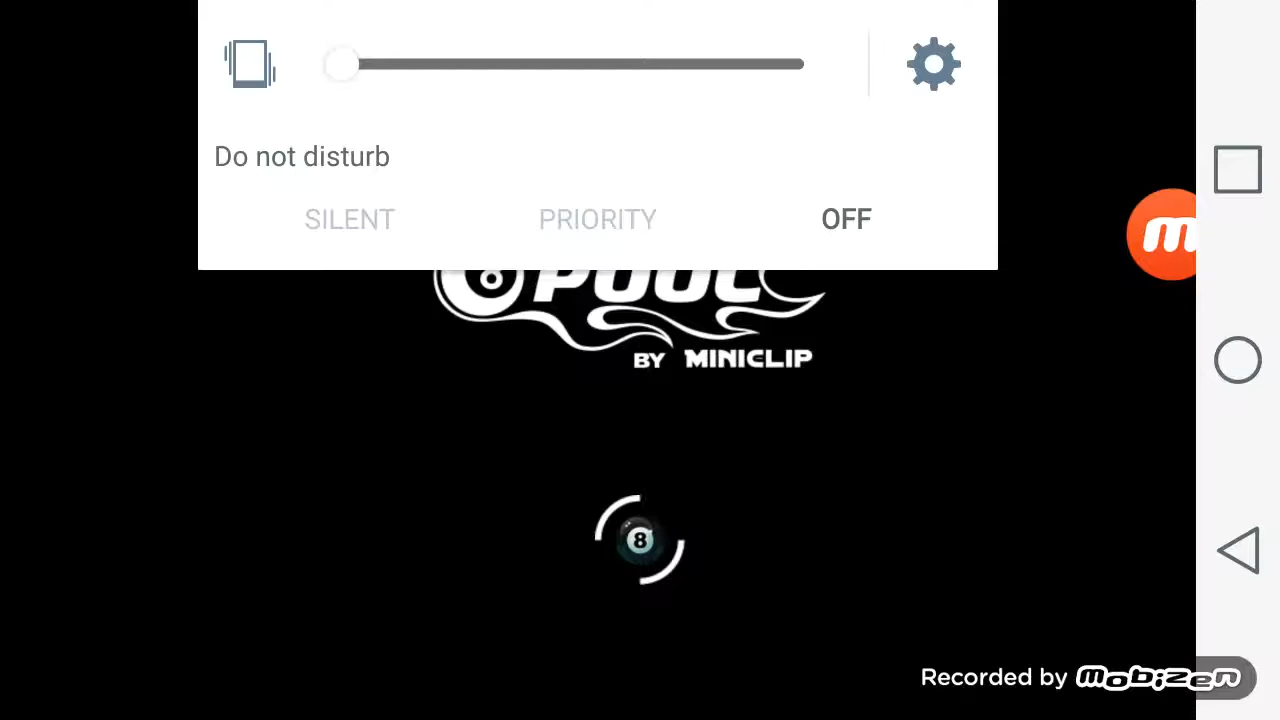 Do not disturb
SILENT PRIORITY OFF
POOL
BY MINICLIP
8
m
Recorded by mobizen